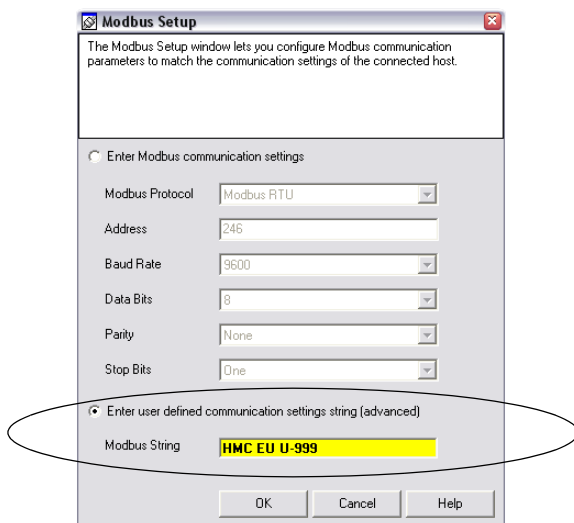 Modbus Setup
The Modbus Setup window lets you configure Modbus communication
parameters to match the communication settings of the connected host.
Enter Modbus communication settings
Modbus Protocol Modbus RTU
Address 246
Baud Rate 9600
Data Bits 8
Parity None
Stop Bits One
Enter user defined communication settings string (advanced)
Modbus String HMC EU U-999
OK Cancel Help